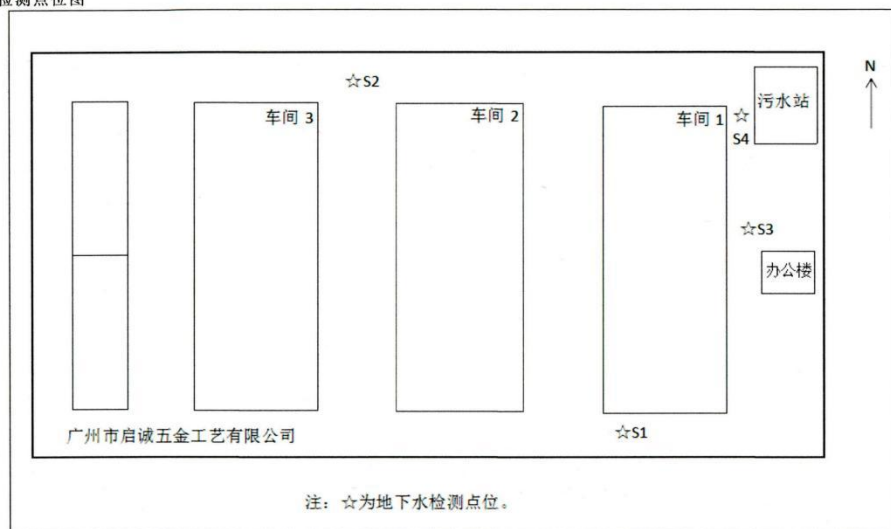 检测点位图
N
☆S2
污水站
车间 3
车间 2
车间 1
☆
S4
☆S3
办公楼
广州市启诚五金工艺有限公司
☆S1
注：☆为地下水检测点位。